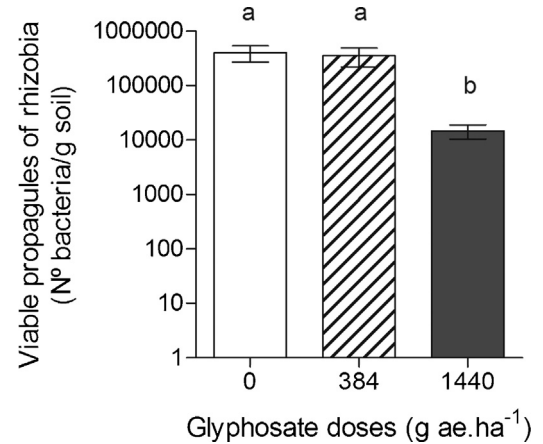 a a
b
1000000
100000
10000
1000
100
10
1
Viable propagules of rhizobia
(Nº bacteria/g soil)
0 384 1440
Glyphosate doses (g ae.ha⁻¹)